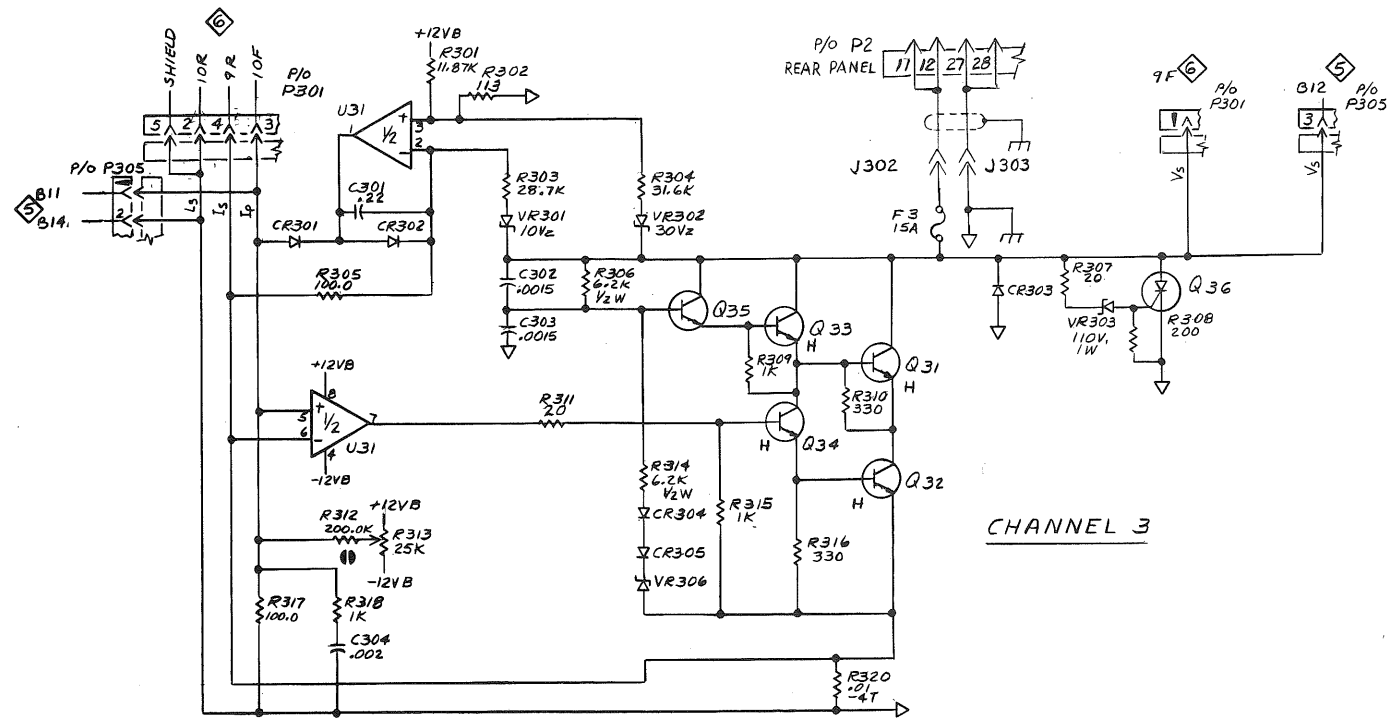 6
SHIELD
10R
9R
10F
P/O
P301
5
2
4
3
P/O P305
1
2
5
B11
B14
Ls
Is
Ip
+12VB
R301
11.87K
R302
113
U31
1
1/2
+
3
-
2
C301
.22
CR301
CR302
R303
28.7K
VR301
10Vz
R304
31.6K
VR302
30Vz
R305
100.0
C302
.0015
R306
6.2K
1/2W
C303
.0015
P/O P2
REAR PANEL
17
12
27
28
J302
J303
F3
15A
9F
6
P/O
P301
1
Vs
5
B12
P/O
P305
3
Vs
Q35
Q33
H
R309
1K
Q31
H
R310
330
CR303
R307
20
Q36
VR303
110V,
1W
R308
200
+12VB
8
+
5
1/2
7
-
6
U31
4
-12VB
R311
20
H
Q34
H
Q32
R314
6.2K
1/2W
CR304
CR305
VR306
R315
1K
R316
330
CHANNEL 3
R312
200.0K
+12VB
R313
25K
-12VB
R317
100.0
R318
1K
C304
.002
R320
.01
-4T